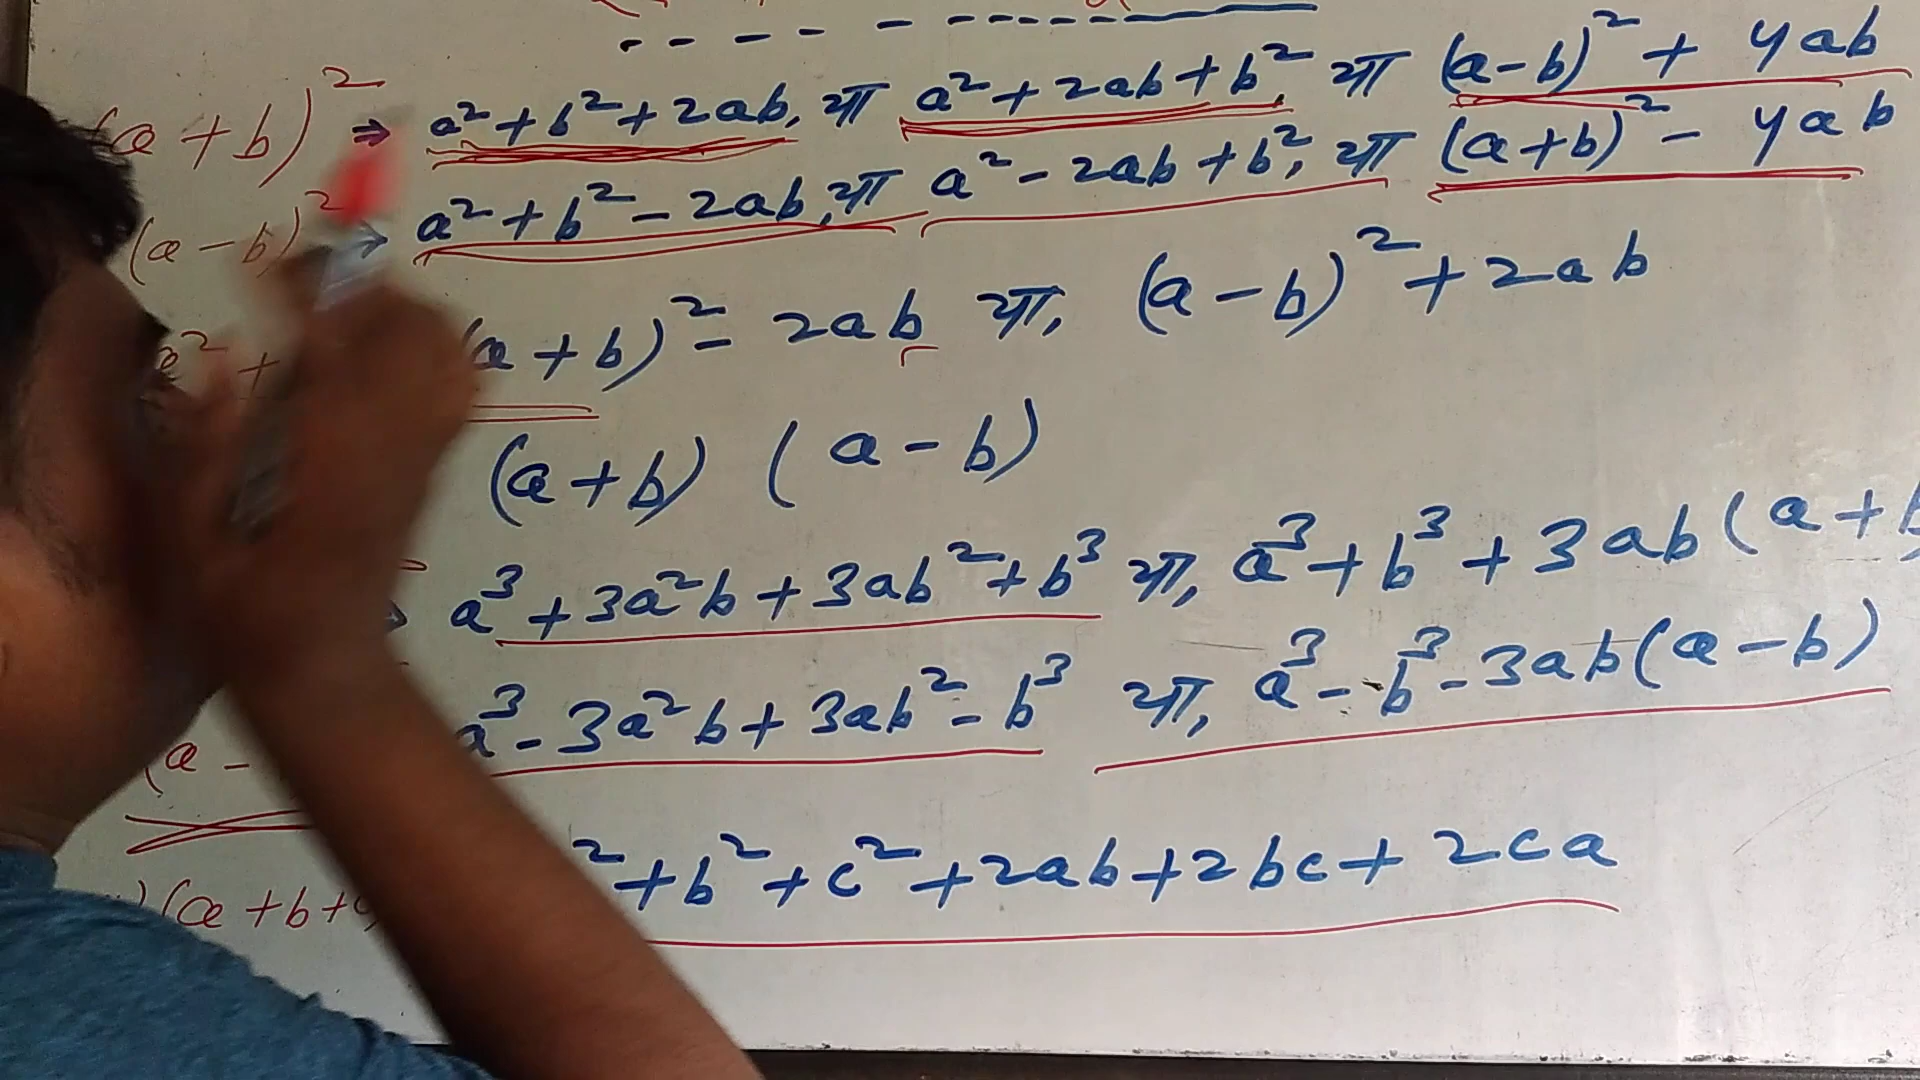 (a+b)² ⇒ a²+b²+2ab, या a²+2ab+b², या (a-b)²+ 4ab
(a-b)² ⇒ a²+b²-2ab, या a²-2ab+b², या (a+b)²- 4ab
a² + (a+b)²- 2ab या, (a-b)²+2ab
(a+b) (a-b)
a³+3a²b+3ab²+b³ या, a³+b³+3ab(a+b
(a - a³-3a²b+3ab²-b³ या, a³-b³-3ab(a-b)
(a+b+c ²+b²+c²+2ab+2bc+2ca